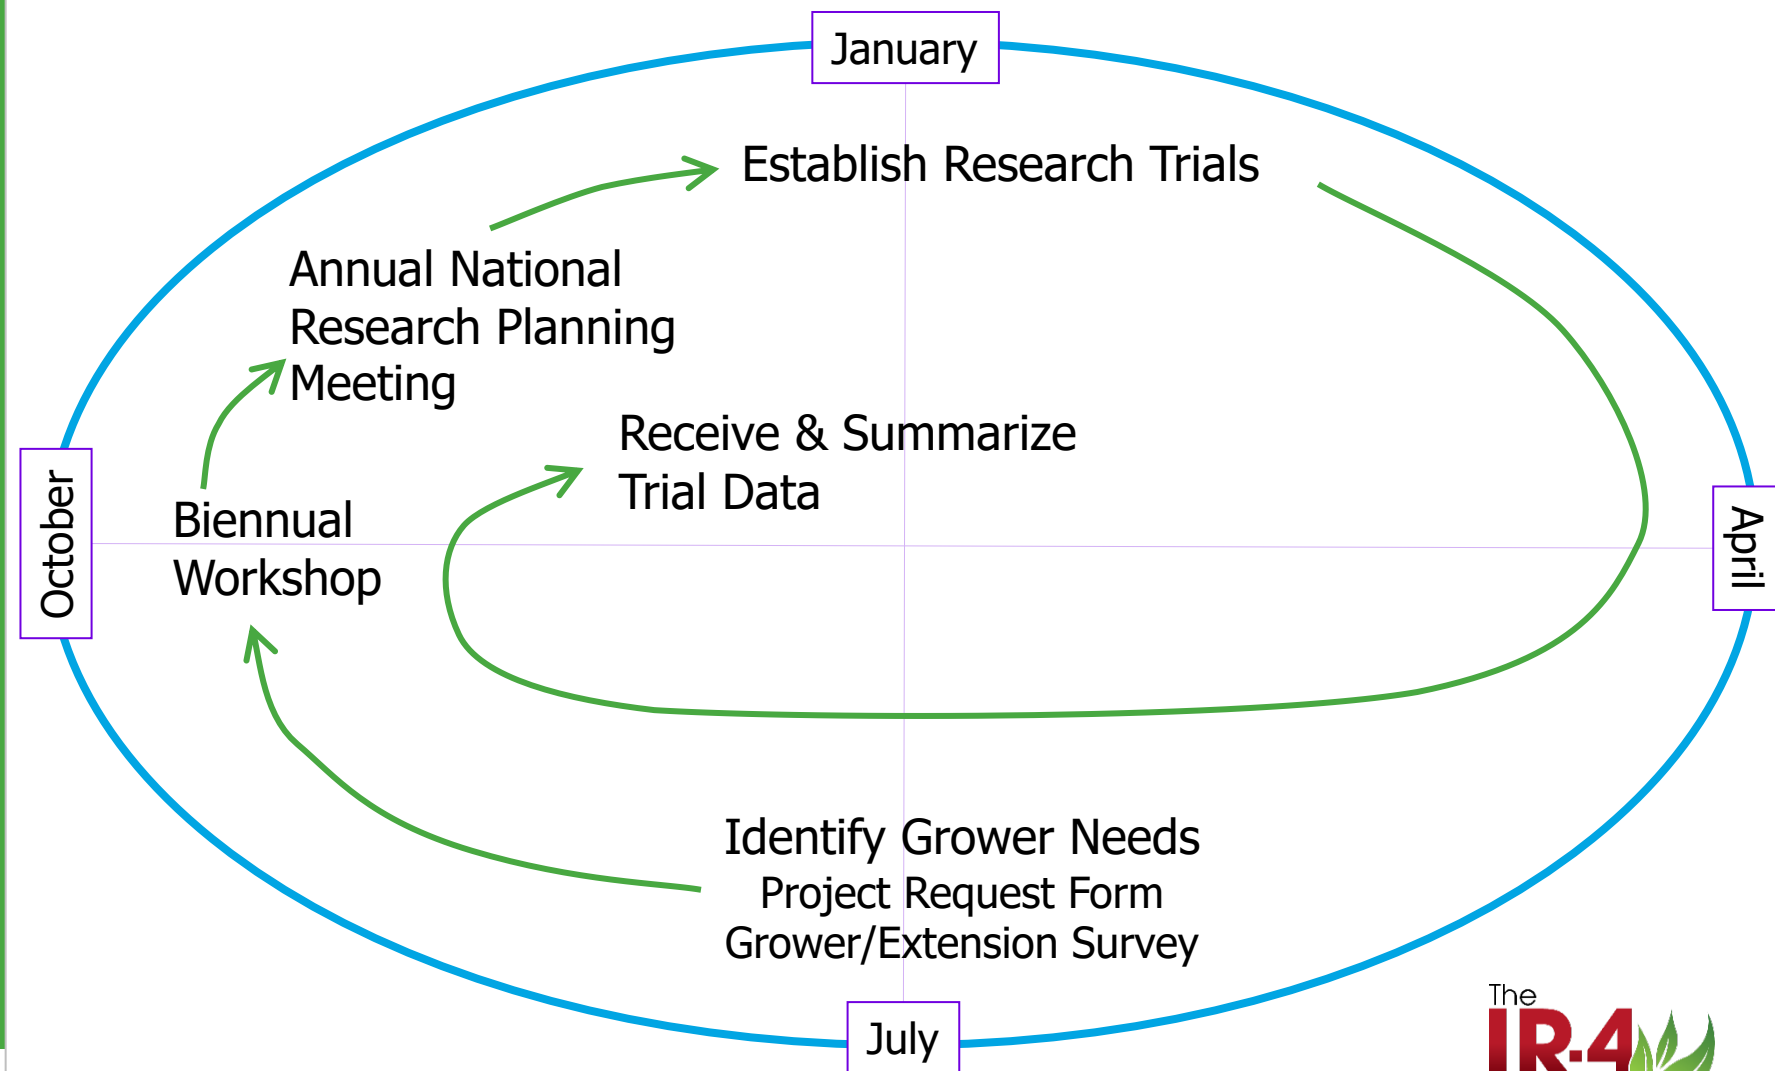 January
Establish Research Trials
Annual National
Research Planning
Meeting
Receive & Summarize
Trial Data
October
Biennual
Workshop
April
Identify Grower Needs
Project Request Form
Grower/Extension Survey
July
The
IR-4